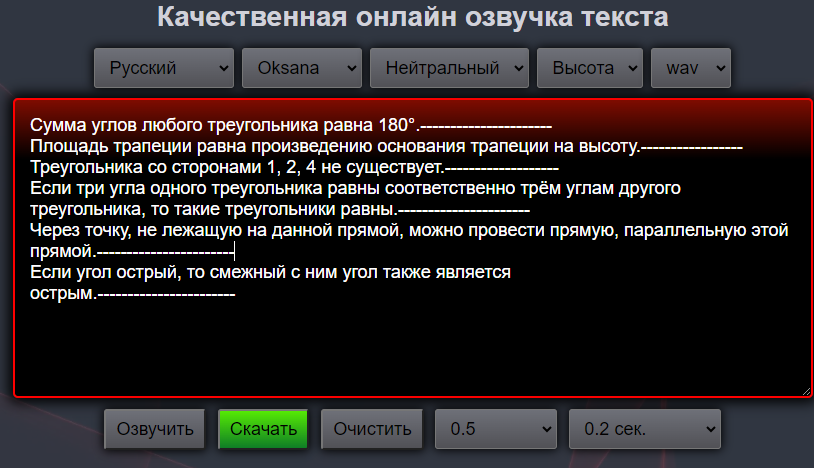 Качественная онлайн озвучка текста
Русский Oksana Нейтральный Высота wav
Сумма углов любого треугольника равна 180°.----------------------
Площадь трапеции равна произведению основания трапеции на высоту.-----------------
Треугольника со сторонами 1, 2, 4 не существует.-------------------
Если три угла одного треугольника равны соответственно трём углам другого
треугольника, то такие треугольники равны.----------------------
Через точку, не лежащую на данной прямой, можно провести прямую, параллельную этой
прямой.-----------------------
Если угол острый, то смежный с ним угол также является
острым.-----------------------
Озвучить Скачать Очистить 0.5 0.2 сек.